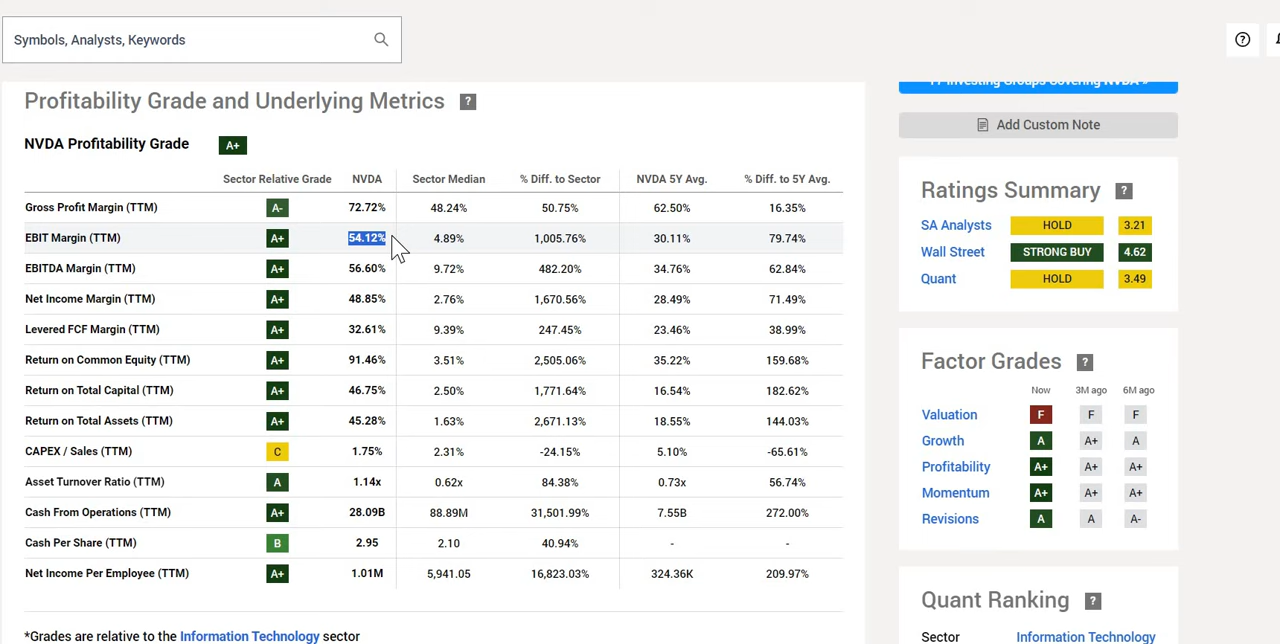 Symbols, Analysts, Keywords
Profitability Grade and Underlying Metrics ?
NVDA Profitability Grade A+
Sector Relative Grade NVDA Sector Median % Diff. to Sector NVDA 5Y Avg. % Diff. to 5Y Avg.
Gross Profit Margin (TTM) A- 72.72% 48.24% 50.75% 62.50% 16.35%
EBIT Margin (TTM) A+ 54.12% 4.89% 1,005.76% 30.11% 79.74%
EBITDA Margin (TTM) A+ 56.60% 9.72% 482.20% 34.76% 62.84%
Net Income Margin (TTM) A+ 48.85% 2.76% 1,670.56% 28.49% 71.49%
Levered FCF Margin (TTM) A+ 32.61% 9.39% 247.45% 23.46% 38.99%
Return on Common Equity (TTM) A+ 91.46% 3.51% 2,505.06% 35.22% 159.68%
Return on Total Capital (TTM) A+ 46.75% 2.50% 1,771.64% 16.54% 182.62%
Return on Total Assets (TTM) A+ 45.28% 1.63% 2,671.13% 18.55% 144.03%
CAPEX / Sales (TTM) C 1.75% 2.31% -24.15% 5.10% -65.61%
Asset Turnover Ratio (TTM) A 1.14x 0.62x 84.38% 0.73x 56.74%
Cash From Operations (TTM) A+ 28.09B 88.89M 31,501.99% 7.55B 272.00%
Cash Per Share (TTM) B 2.95 2.10 40.94% - -
Net Income Per Employee (TTM) A+ 1.01M 5,941.05 16,823.03% 324.36K 209.97%
*Grades are relative to the Information Technology sector
?
Investing Groups Covering NVDA »
Add Custom Note
Ratings Summary ?
SA Analysts HOLD 3.21
Wall Street STRONG BUY 4.62
Quant HOLD 3.49
Factor Grades ?
Now 3M ago 6M ago
Valuation F F F
Growth A A+ A
Profitability A+ A+ A+
Momentum A+ A+ A+
Revisions A A A-
Quant Ranking ?
Sector Information Technology